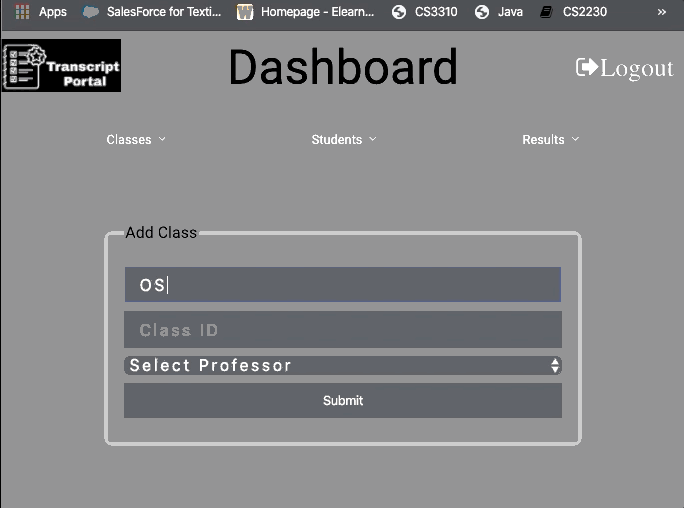 Apps SalesForce for Texti... Homepage - Elearn... CS3310 Java CS2230 »
Transcript Portal
Dashboard
Logout
Classes Students Results
Add Class
OS
Class ID
Select Professor
Submit